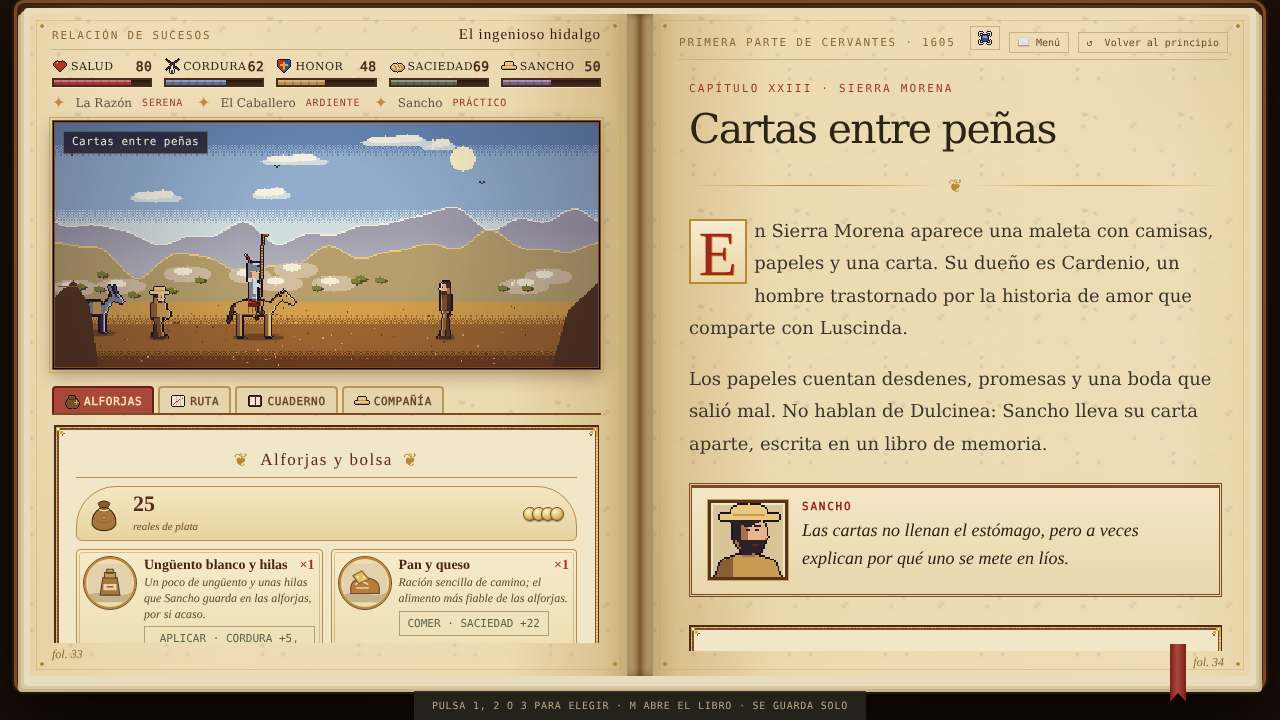 RELACIÓN DE SUCESOS
El ingenioso hidalgo
SALUD 80
CORDURA 62
HONOR 48
SACIEDAD 69
SANCHO 50
La Razón SERENA
El Caballero ARDIENTE
Sancho PRÁCTICO
Cartas entre peñas
ALFORJAS
RUTA
CUADERNO
COMPAÑÍA
Alforjas y bolsa
25
reales de plata
Ungüento blanco y hilas ×1
Un poco de ungüento y unas hilas
que Sancho guarda en las alforjas,
por si acaso.
APLICAR · CORDURA +5,
Pan y queso ×1
Ración sencilla de camino; el
alimento más fiable de las alforjas.
COMER · SACIEDAD +22
fol. 33
PRIMERA PARTE DE CERVANTES · 1605
Menú
↺ Volver al principio
CAPÍTULO XXIII · SIERRA MORENA
Cartas entre peñas
En Sierra Morena aparece una maleta con camisas,
papeles y una carta. Su dueño es Cardenio, un
hombre trastornado por la historia de amor que
comparte con Luscinda.
Los papeles cuentan desdenes, promesas y una boda que
salió mal. No hablan de Dulcinea: Sancho lleva su carta
aparte, escrita en un libro de memoria.
SANCHO
Las cartas no llenan el estómago, pero a veces
explican por qué uno se mete en líos.
fol. 34
PULSA 1, 2 O 3 PARA ELEGIR · M ABRE EL LIBRO · SE GUARDA SOLO